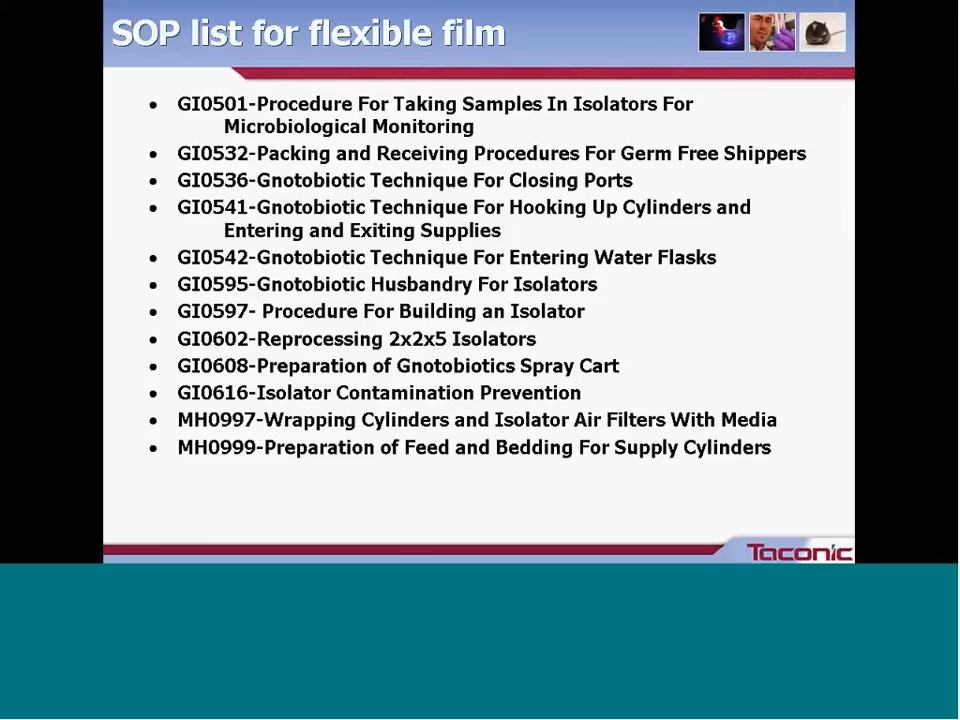 SOP list for flexible film
• GI0501-Procedure For Taking Samples In Isolators For
Microbiological Monitoring
• GI0532-Packing and Receiving Procedures For Germ Free Shippers
• GI0536-Gnotobiotic Technique For Closing Ports
• GI0541-Gnotobiotic Technique For Hooking Up Cylinders and
Entering and Exiting Supplies
• GI0542-Gnotobiotic Technique For Entering Water Flasks
• GI0595-Gnotobiotic Husbandry For Isolators
• GI0597- Procedure For Building an Isolator
• GI0602-Reprocessing 2x2x5 Isolators
• GI0608-Preparation of Gnotobiotics Spray Cart
• GI0616-Isolator Contamination Prevention
• MH0997-Wrapping Cylinders and Isolator Air Filters With Media
• MH0999-Preparation of Feed and Bedding For Supply Cylinders
Taconic